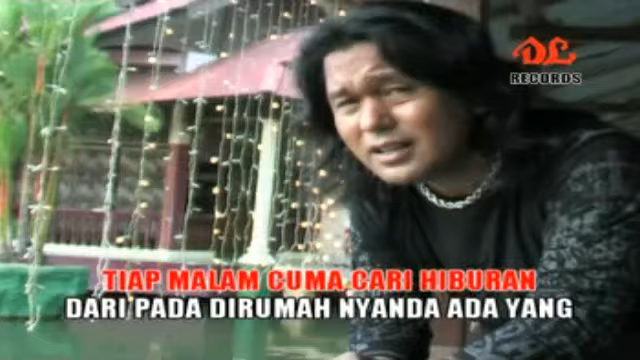 DL
RECORDS
TIAP MALAM CUMA CARI HIBURAN
DARI PADA DIRUMAH NYANDA ADA YANG